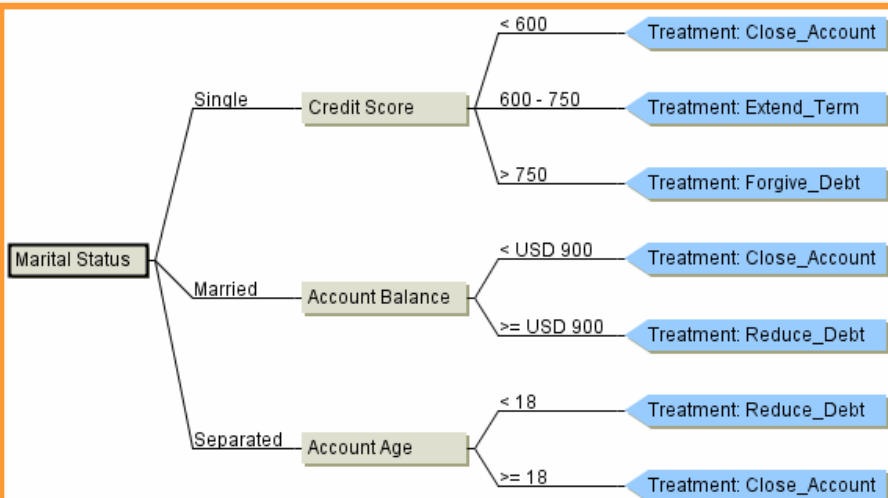 < 600
Treatment: Close_Account
Single
Credit Score
600 - 750
Treatment: Extend_Term
> 750
Treatment: Forgive_Debt
Marital Status
< USD 900
Treatment: Close_Account
Married
Account Balance
>= USD 900
Treatment: Reduce_Debt
< 18
Treatment: Reduce_Debt
Separated
Account Age
>= 18
Treatment: Close_Account